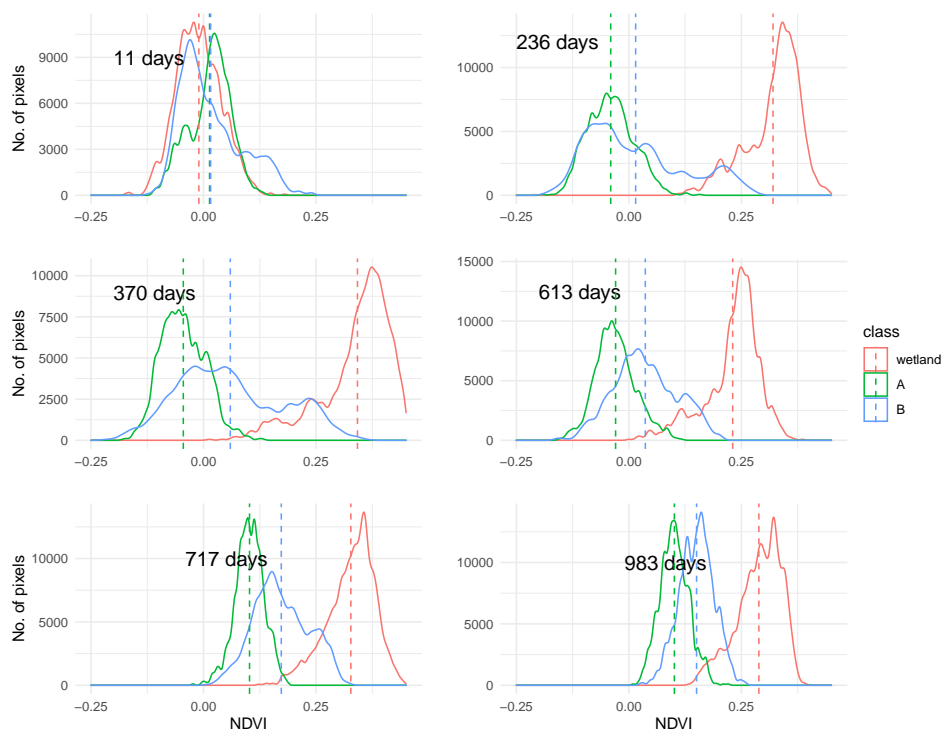 No. of pixels
9000
6000
3000
0
11 days
−0.25
0.00
0.25
10000
5000
0
236 days
−0.25
0.00
0.25
No. of pixels
10000
7500
5000
2500
0
370 days
−0.25
0.00
0.25
15000
10000
5000
0
613 days
−0.25
0.00
0.25
class
wetland
A
B
No. of pixels
10000
5000
0
717 days
−0.25
0.00
0.25
NDVI
10000
5000
0
983 days
−0.25
0.00
0.25
NDVI